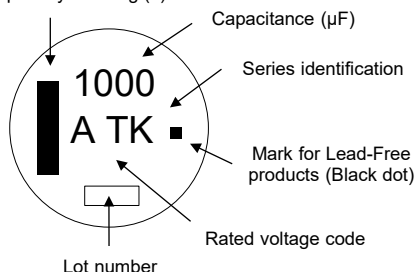 Capacitance (µF)
1000
Series identification
A TK
Mark for Lead-Free
products (Black dot)
Rated voltage code
Lot number